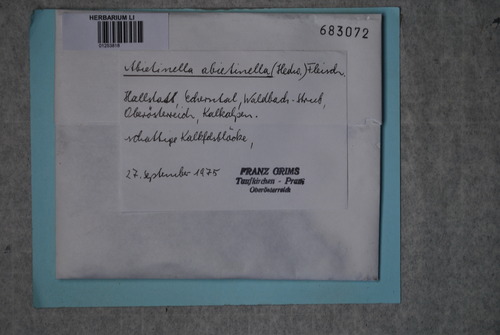 HERBARIUM LI
683072
Abietinella abietinella (Hedw.) Fleisch.
Hallstatt, Echerntal, Waldbach-Strub,
Oberösterreich, Kalkalpen.
schattige Kalkfelsblöcke,
27. September 1975
FRANZ GRIMS
Taufkirchen - Pram
Oberösterreich